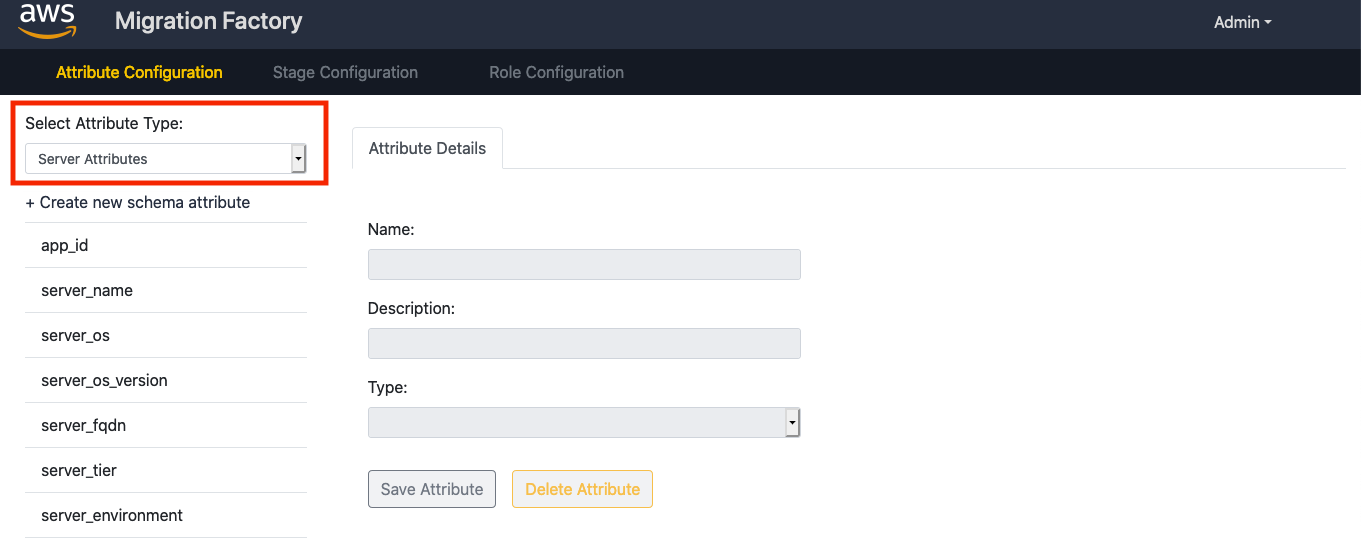 aws
Migration Factory
Admin
Attribute Configuration
Stage Configuration
Role Configuration
Select Attribute Type:
Server Attributes
+ Create new schema attribute
app_id
server_name
server_os
server_os_version
server_fqdn
server_tier
server_environment
Attribute Details
Name:
Description:
Type:
Save Attribute
Delete Attribute